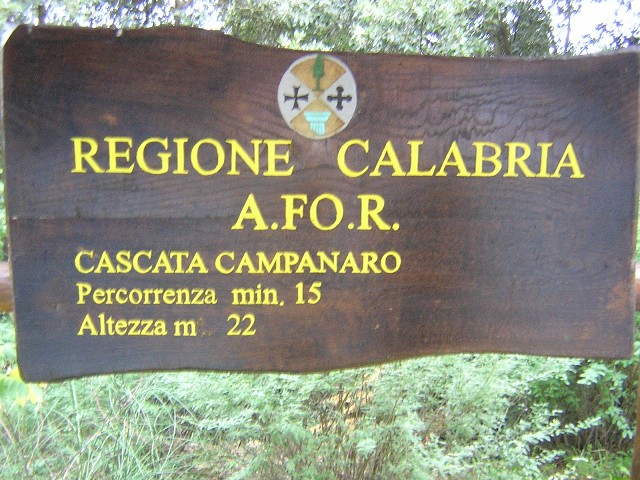 REGIONE CALABRIA
A.FO.R.
CASCATA CAMPANARO
Percorrenza min. 15
Altezza m 22